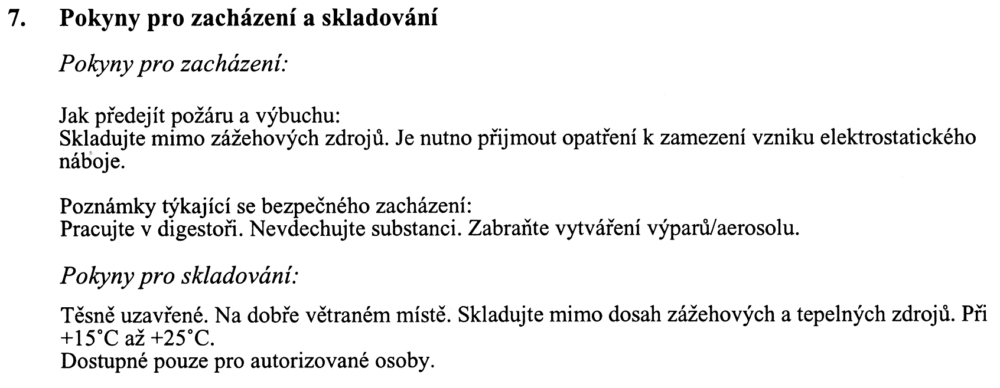 7. Pokyny pro zacházení a skladování
Pokyny pro zacházení:
Jak předejít požáru a výbuchu:
Skladujte mimo zážehových zdrojů. Je nutno přijmout opatření k zamezení vzniku elektrostatického
náboje.
Poznámky týkající se bezpečného zacházení:
Pracujte v digestoři. Nevdechujte substanci. Zabraňte vytváření výparů/aerosolu.
Pokyny pro skladování:
Těsně uzavřené. Na dobře větraném místě. Skladujte mimo dosah zážehových a tepelných zdrojů. Při
+15°C až +25°C.
Dostupné pouze pro autorizované osoby.